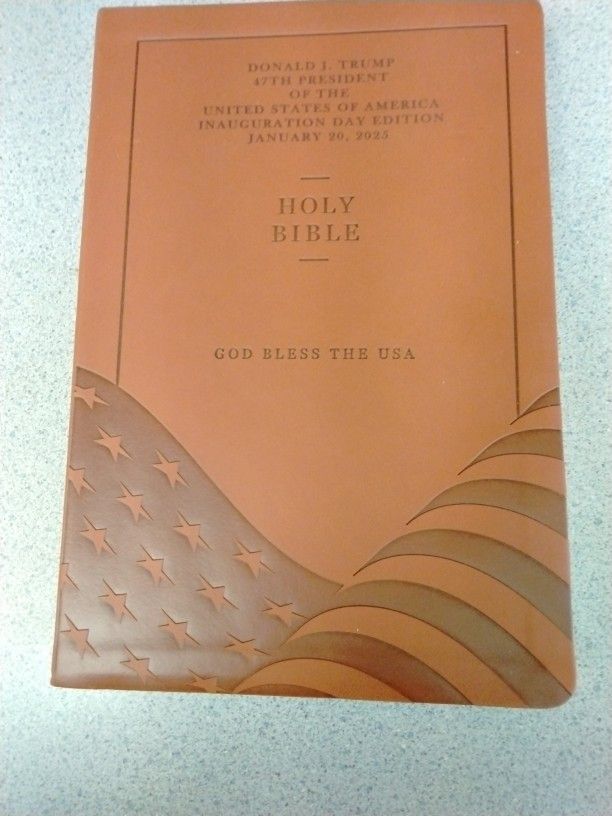 DONALD J. TRUMP
47TH PRESIDENT
OF THE
UNITED STATES OF AMERICA
INAUGURATION DAY EDITION
JANUARY 20, 2025
HOLY
BIBLE
GOD BLESS THE USA